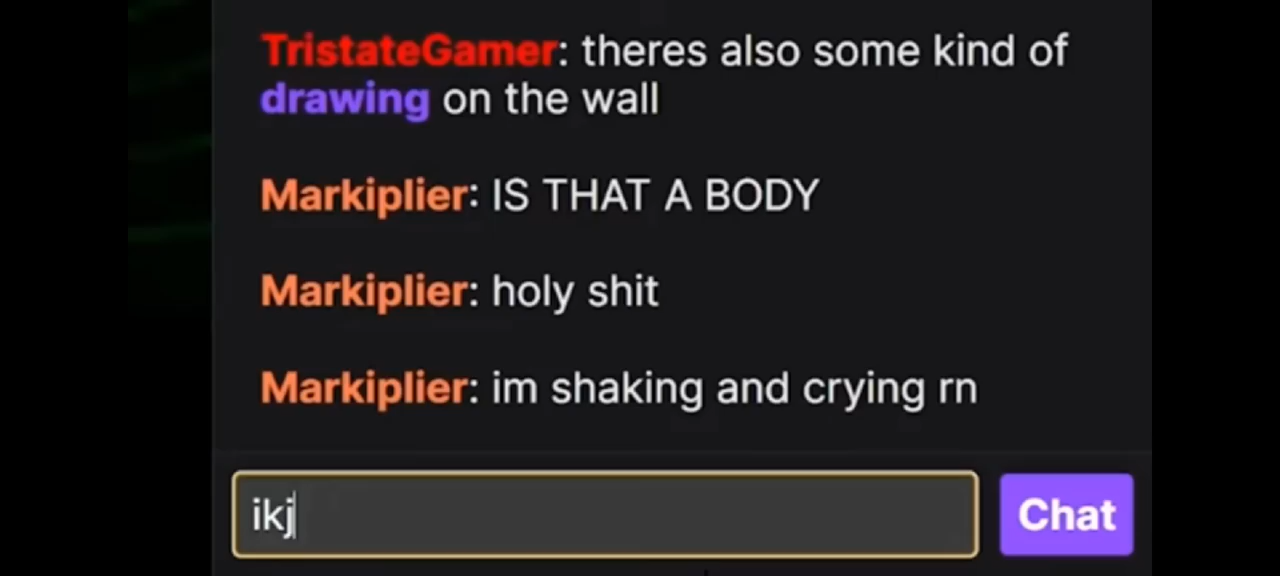 TristateGamer: theres also some kind of
drawing on the wall
Markiplier: IS THAT A BODY
Markiplier: holy shit
Markiplier: im shaking and crying rn
ikj
Chat